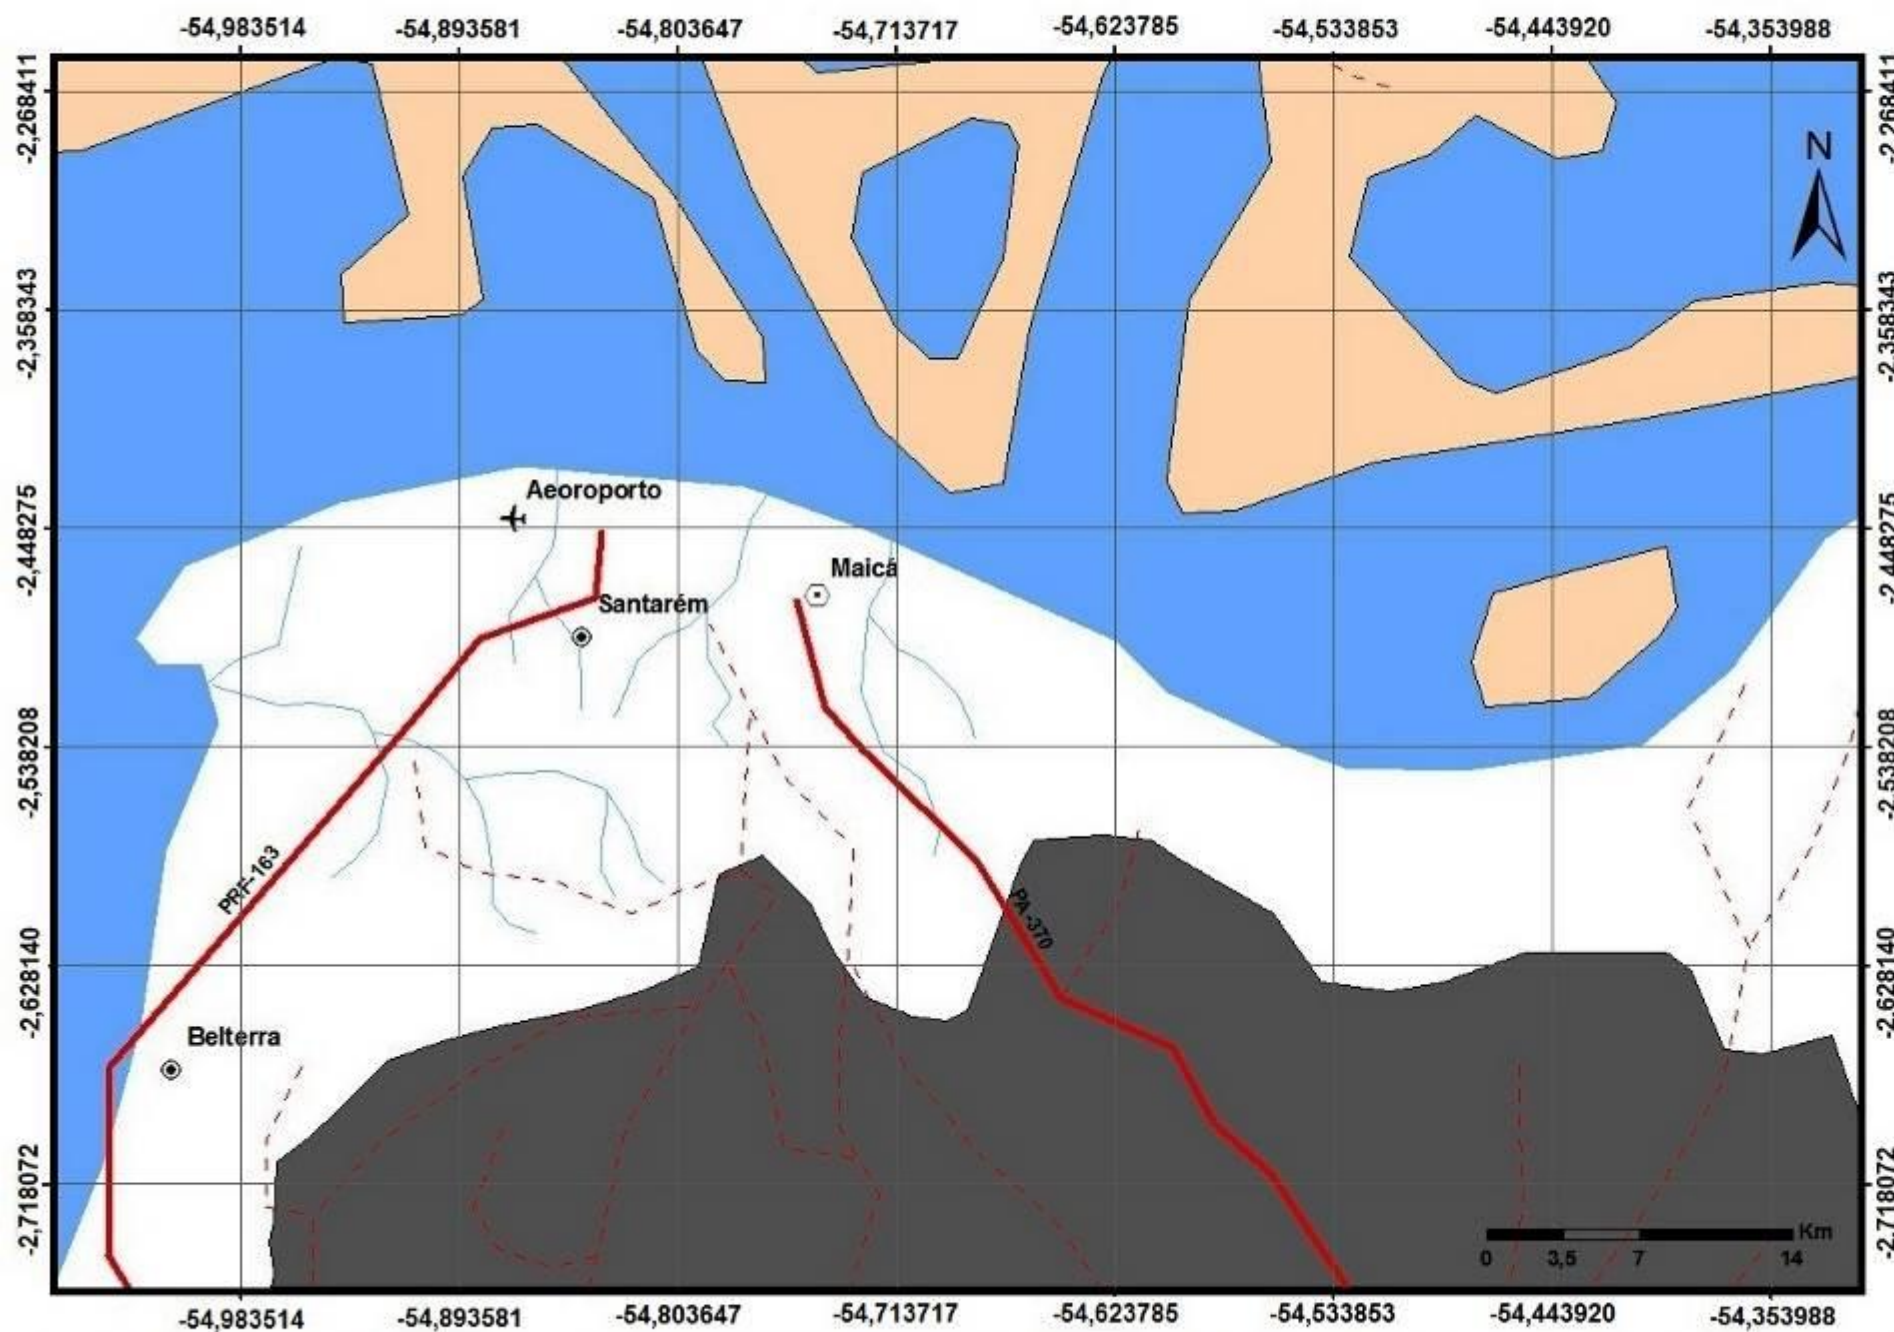 -54,983514 -54,893581 -54,803647 -54,713717 -54,623785 -54,533853 -54,443920 -54,353988
-2,268411 -2,268411
N
-2,358343 -2,358343
Aeoroporto
-2,448275 -2,448275
Maicá
Santarém
-2,538208 -2,538208
PRF-163
PA-370
-2,628140 -2,628140
Belterra
-2,718072 -2,718072
Km
0 3,5 7 14
-54,983514 -54,893581 -54,803647 -54,713717 -54,623785 -54,533853 -54,443920 -54,353988